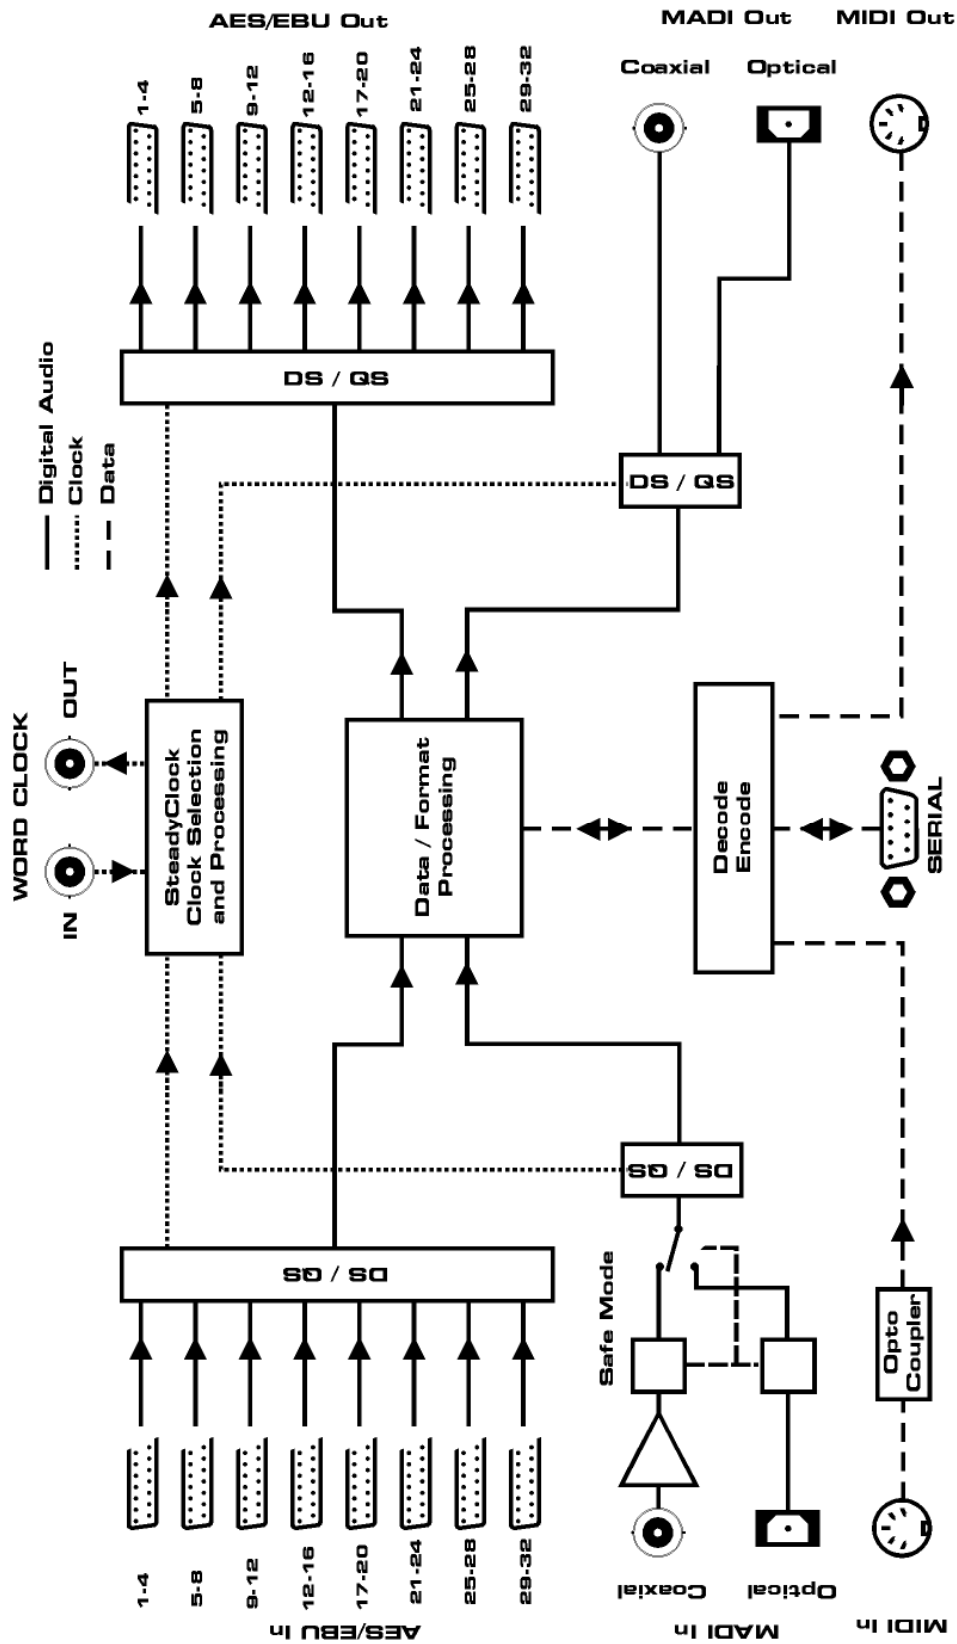 AES/EBU Out
MADI Out
MIDI Out
Coaxial
Optical
1-4
5-8
9-12
12-16
17-20
21-24
25-28
29-32
DS / QS
Digital Audio
Clock
Data
DS / QS
WORD CLOCK
IN
OUT
SteadyClock
Clock Selection
and Processing
Data / Format
Processing
Decode
Encode
SERIAL
DS / QS
DS / QS
Safe Mode
Opto
Coupler
1-4
5-8
9-12
12-16
17-20
21-24
25-28
29-32
Coaxial
Optical
AES/EBU In
MADI In
MIDI In